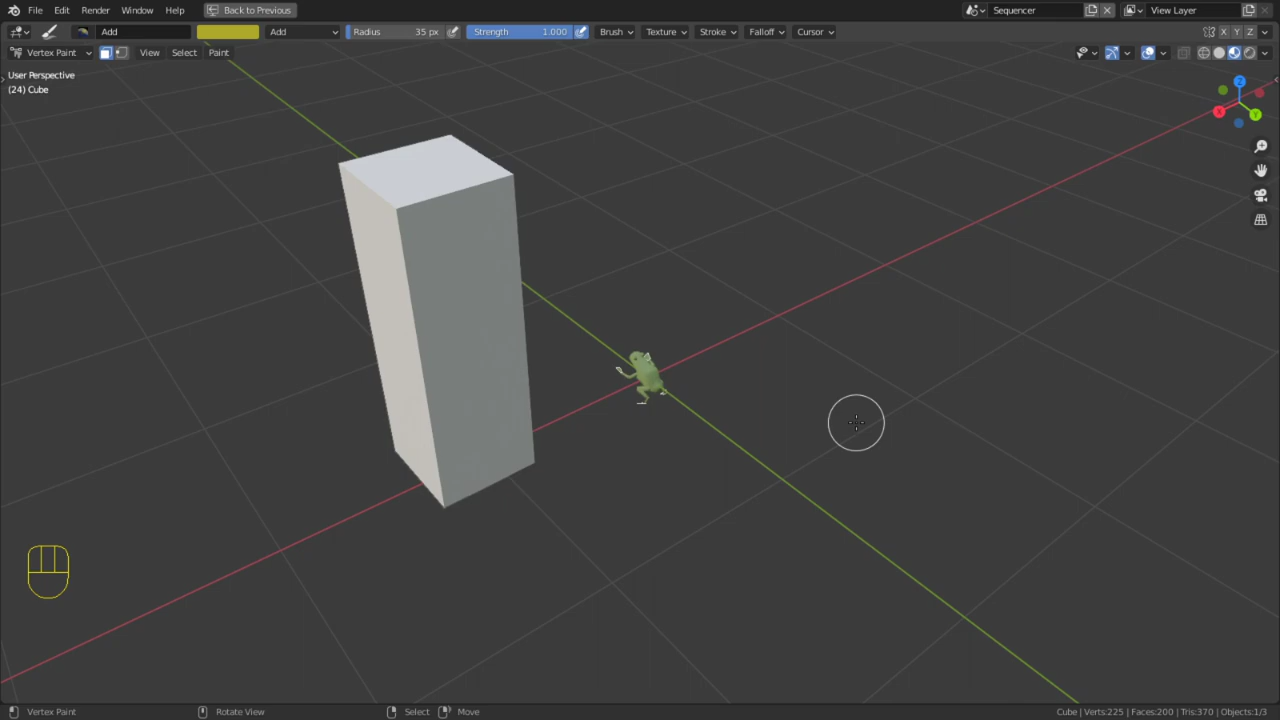 File Edit Render Window Help Back to Previous Sequencer View Layer
Add Add Radius 35 px Strength 1.000 Brush Texture Stroke Falloff Cursor X Y Z
Vertex Paint View Select Paint
User Perspective
(24) Cube
Z
X
Y
Vertex Paint Rotate View Select Move Cube | Verts:225 | Faces:200 | Tris:370 | Objects:1/3